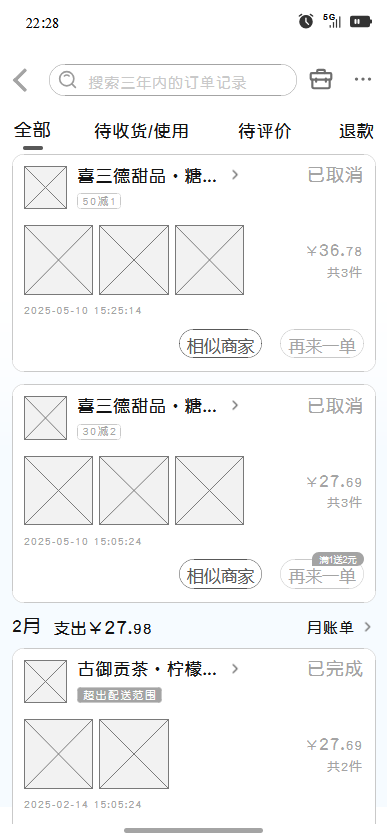 22:28
5G
搜索三年内的订单记录
全部 待收货/使用 待评价 退款
喜三德甜品·糖... 已取消
50减1
￥36.78
共3件
2025-05-10 15:25:14
相似商家 再来一单
喜三德甜品·糖... 已取消
30减2
￥27.69
共3件
2025-05-10 15:05:24
满1送2元
相似商家 再来一单
2月 支出￥27.98 月账单
古御贡茶·柠檬... 已完成
超出配送范围
￥27.69
共2件
2025-02-14 15:05:24